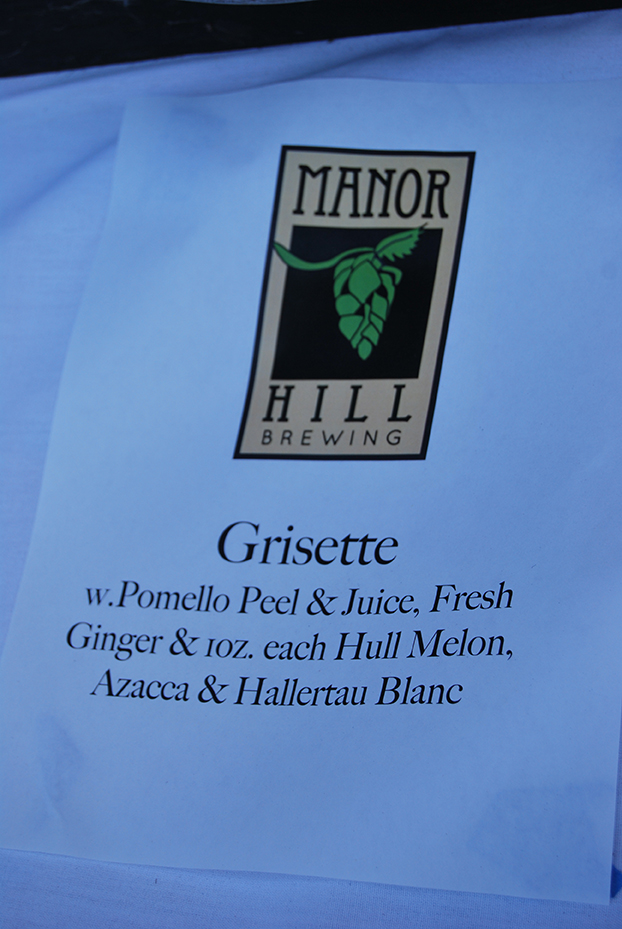 MANOR
HILL
BREWING
Grisette
w.Pomello Peel & Juice, Fresh
Ginger & 1oz. each Hull Melon,
Azacca & Hallertau Blanc